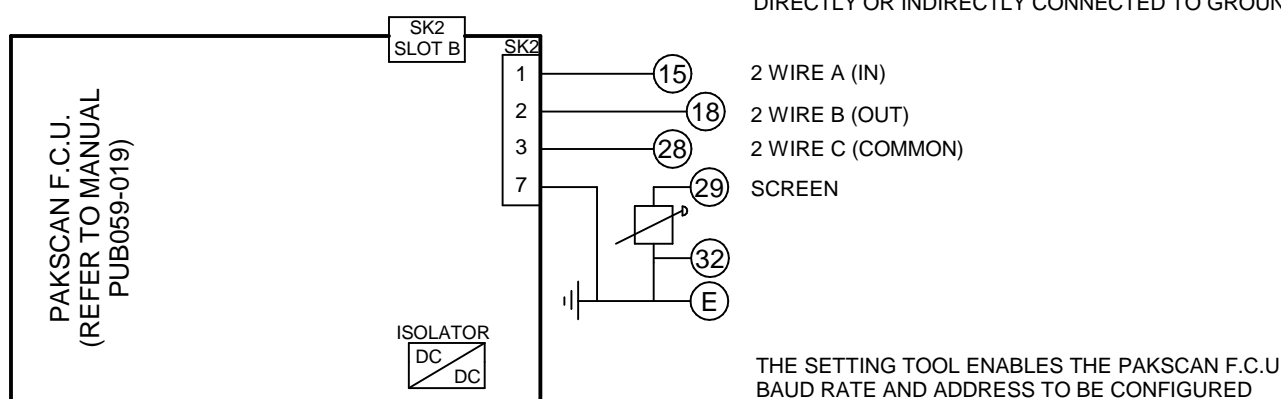 DIRECTLY OR INDIRECTLY CONNECTED TO GROUN
SK2
SLOT B
SK2
1
15
2 WIRE A (IN)
2
18
2 WIRE B (OUT)
3
28
2 WIRE C (COMMON)
7
29
SCREEN
32
E
PAKSCAN F.C.U.
(REFER TO MANUAL
PUB059-019)
ISOLATOR
DC
DC
THE SETTING TOOL ENABLES THE PAKSCAN F.C.U
BAUD RATE AND ADDRESS TO BE CONFIGURED